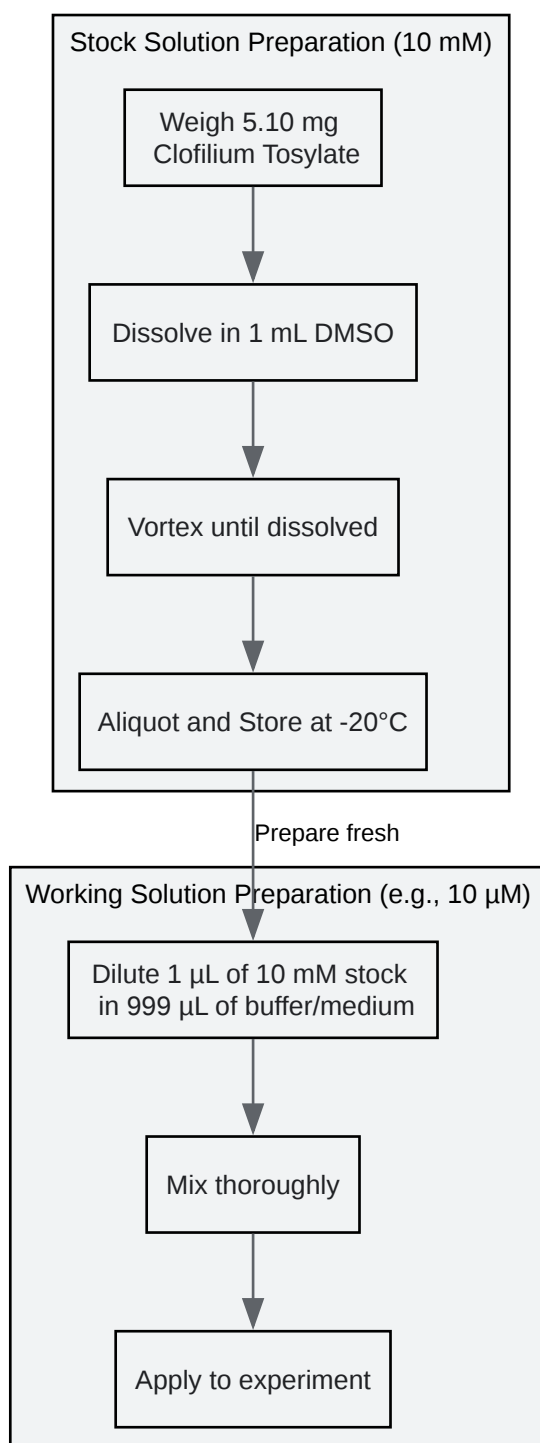 Stock Solution Preparation (10 mM)
Weigh 5.10 mg
Clofilium Tosylate
Dissolve in 1 mL DMSO
Vortex until dissolved
Aliquot and Store at -20°C
Prepare fresh
Working Solution Preparation (e.g., 10 µM)
Dilute 1 µL of 10 mM stock
in 999 µL of buffer/medium
Mix thoroughly
Apply to experiment